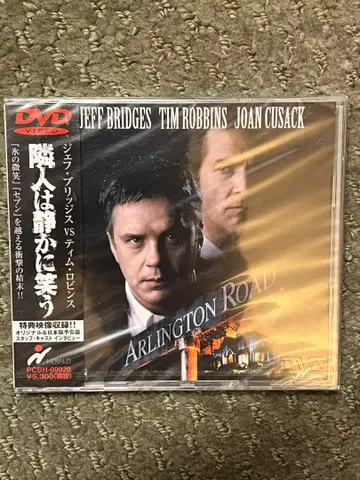 DVD
VIDEO
ジェフ・ブリッジス VS ティム・ロビンス
隣人は静かに笑う
「氷の微笑」「セブン」を越える衝撃の結末!!
特典映像収録!!
オリジナル&日本版予告篇
スタッフ・キャスト インタビュー
HERALD
PCBH-00020
¥5,300(税抜)
JEFF BRIDGES TIM ROBBINS JOAN CUSACK
ARLINGTON ROAD